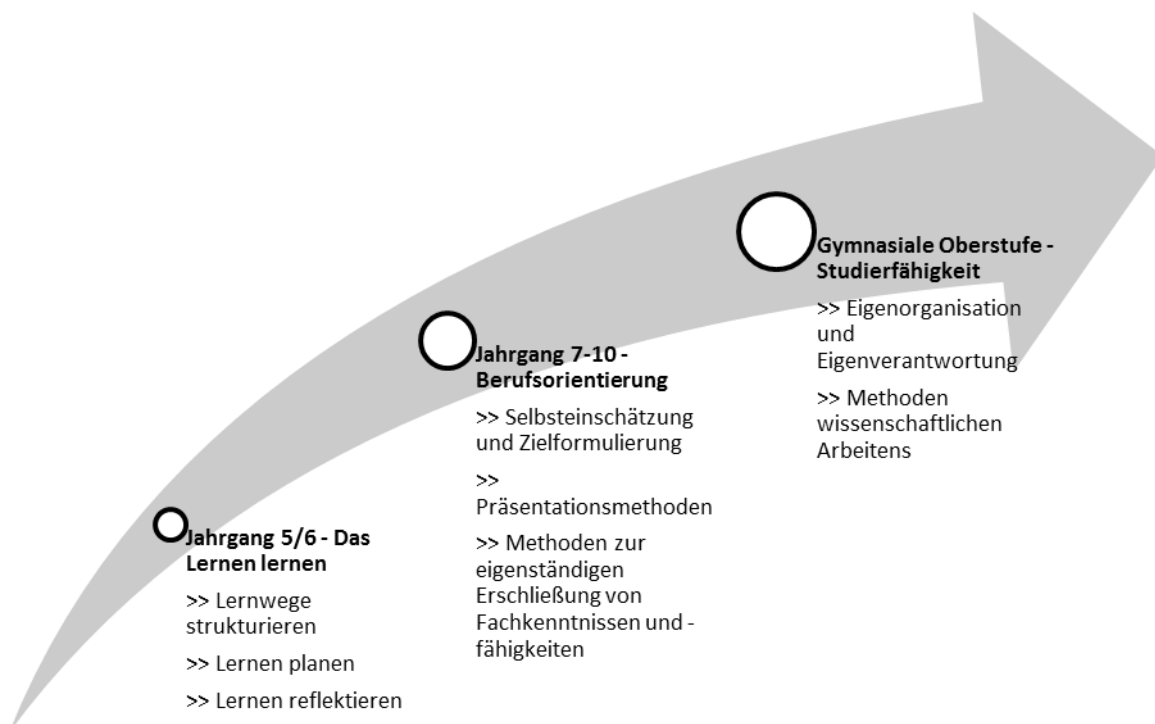 Jahrgang 5/6 - Das
Lernen lernen
>> Lernwege
strukturieren
>> Lernen planen
>> Lernen reflektieren
Jahrgang 7-10 -
Berufsorientierung
>> Selbsteinschätzung
und Zielformulierung
>>
Präsentationsmethoden
>> Methoden zur
eigenständigen
Erschließung von
Fachkenntnissen und -
fähigkeiten
Gymnasiale Oberstufe -
Studierfähigkeit
>> Eigenorganisation
und
Eigenverantwortung
>> Methoden
wissenschaftlichen
Arbeitens